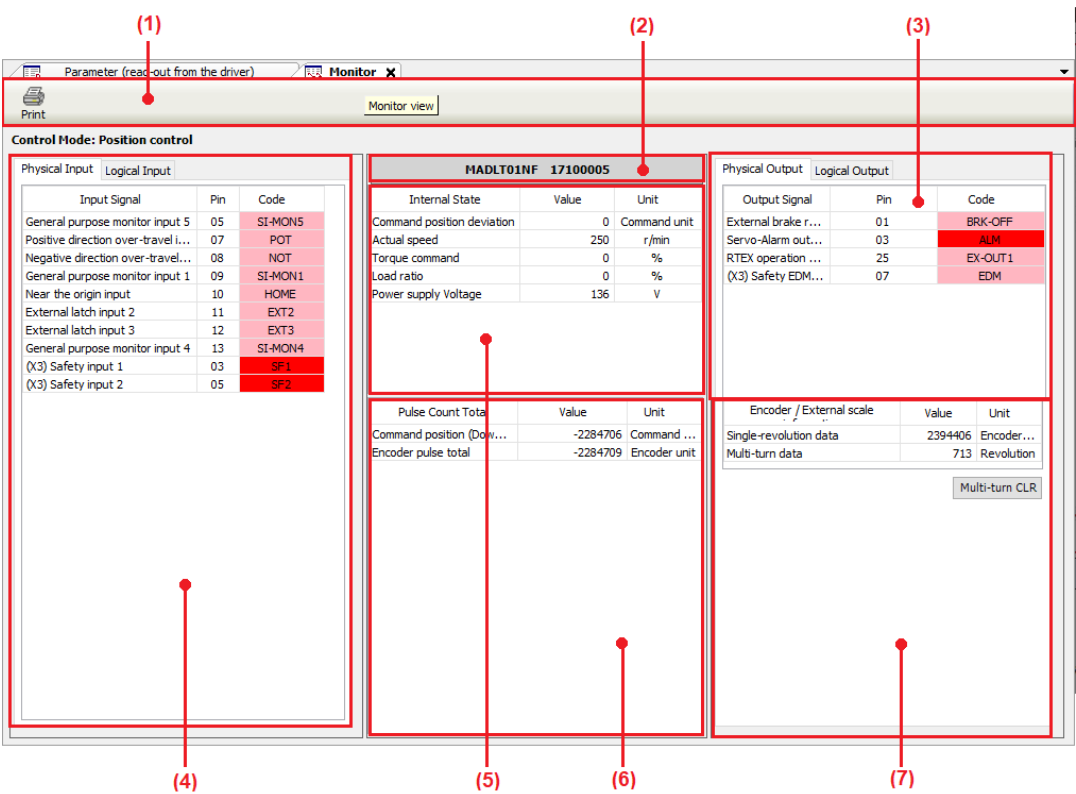 (1)
(2)
(3)
Parameter (read-out from the driver)
Monitor
Print
Monitor view
Control Mode: Position control
Physical Input Logical Input
Input Signal Pin Code
General purpose monitor input 5 05 SI-MON5
Positive direction over-travel i... 07 POT
Negative direction over-travel... 08 NOT
General purpose monitor input 1 09 SI-MON1
Near the origin input 10 HOME
External latch input 2 11 EXT2
External latch input 3 12 EXT3
General purpose monitor input 4 13 SI-MON4
(X3) Safety input 1 03 SF1
(X3) Safety input 2 05 SF2
MADLT01NF 17100005
Internal State Value Unit
Command position deviation 0 Command unit
Actual speed 250 r/min
Torque command 0 %
Load ratio 0 %
Power supply Voltage 136 V
Pulse Count Total Value Unit
Command position (Dow... -2284706 Command ...
Encoder pulse total -2284709 Encoder unit
Physical Output Logical Output
Output Signal Pin Code
External brake r... 01 BRK-OFF
Servo-Alarm out... 03 ALM
RTEX operation ... 25 EX-OUT1
(X3) Safety EDM... 07 EDM
Encoder / External scale Value Unit
Single-revolution data 2394406 Encoder...
Multi-turn data 713 Revolution
Multi-turn CLR
(4)
(5)
(6)
(7)